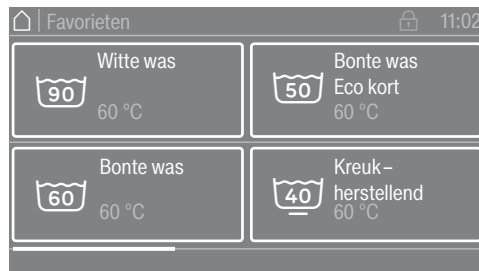 Favorieten 11:02
Witte was
90
60 °C
Bonte was
Eco kort
50
60 °C
Bonte was
60
60 °C
Kreuk–
herstellend
40
60 °C